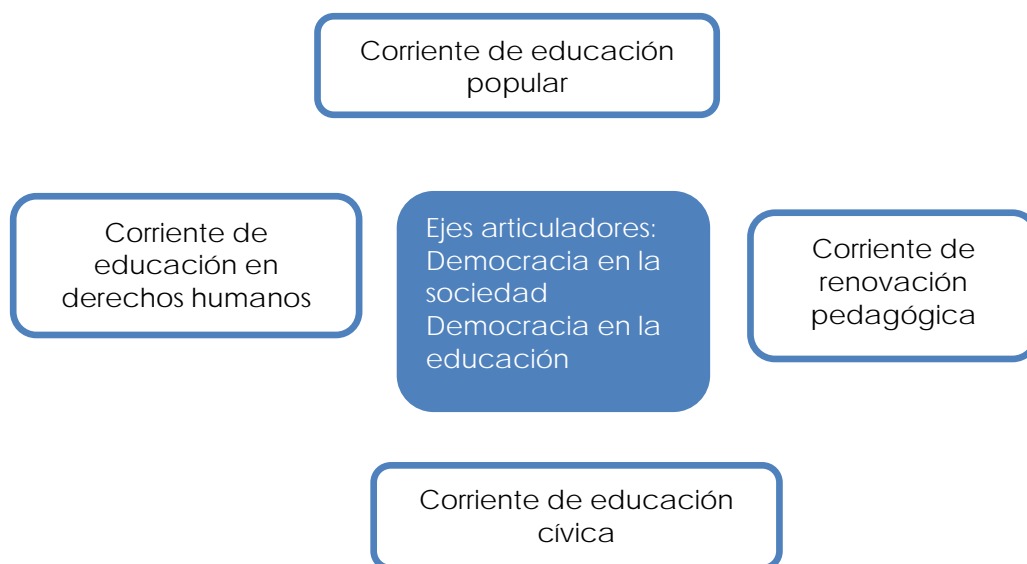 Corriente de educación
popular
Corriente de
educación en
derechos humanos
Ejes articuladores:
Democracia en la
sociedad
Democracia en la
educación
Corriente de
renovación
pedagógica
Corriente de educación
cívica